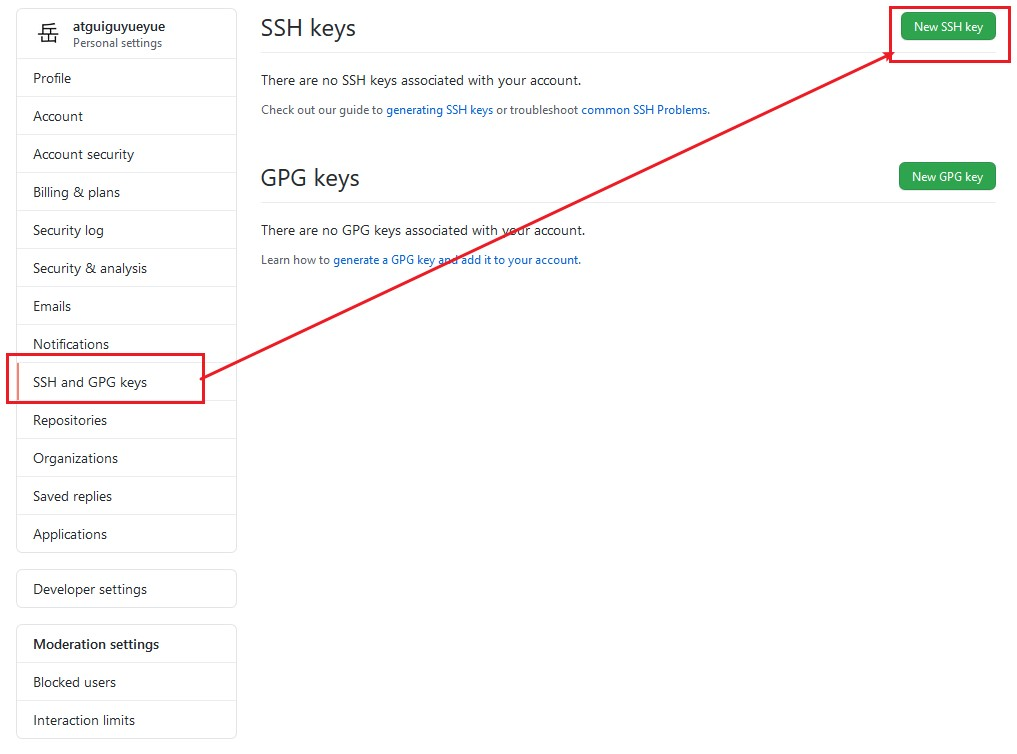 岳
atguiguyueyue
Personal settings
Profile
Account
Account security
Billing & plans
Security log
Security & analysis
Emails
Notifications
SSH and GPG keys
Repositories
Organizations
Saved replies
Applications
Developer settings
Moderation settings
Blocked users
Interaction limits
SSH keys
New SSH key
There are no SSH keys associated with your account.
Check out our guide to generating SSH keys or troubleshoot common SSH Problems.
GPG keys
New GPG key
There are no GPG keys associated with your account.
Learn how to generate a GPG key and add it to your account.